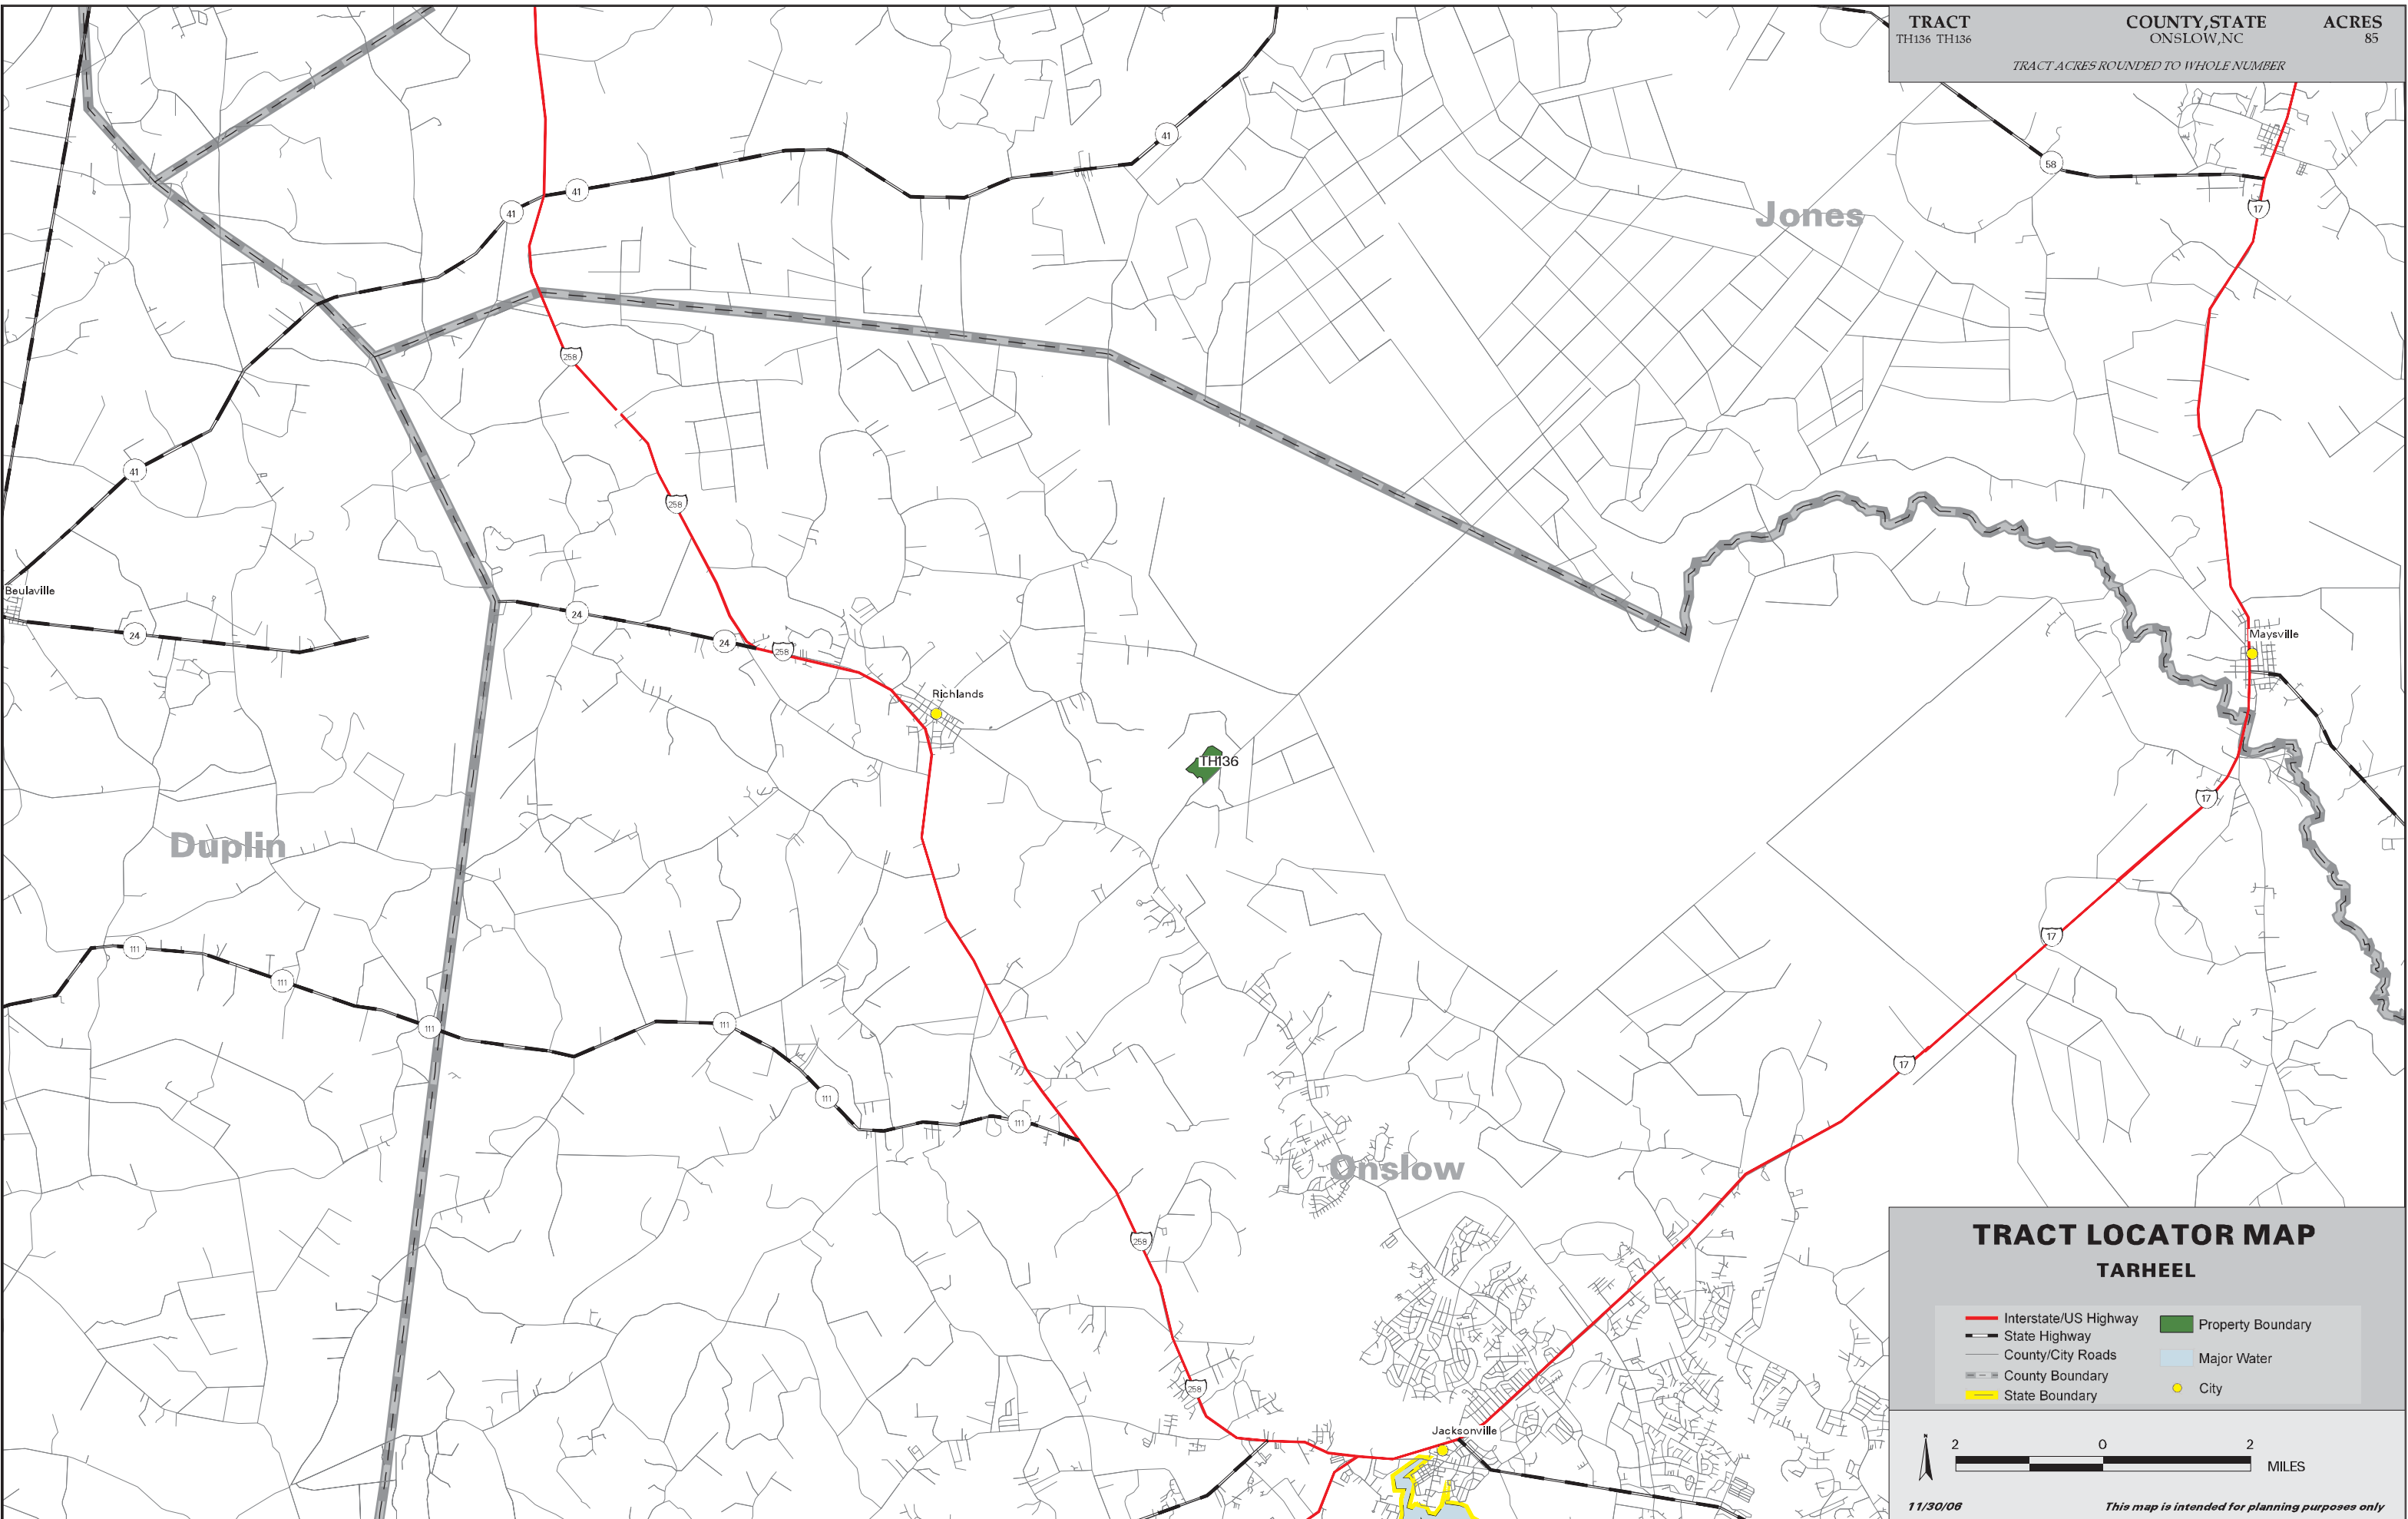 TRACT COUNTY,STATE ACRES
TH136 TH136 ONSLOW,NC 85
TRACT ACRES ROUNDED TO WHOLE NUMBER
41
58
41
41
17
Jones
258
41
258
Beulaville
24
24
24
258
Maysville
Richlands
TH136
17
Duplin
17
111
111
111
111
17
111
111
Onslow
258
258
Jacksonville
TRACT LOCATOR MAP
TARHEEL
Interstate/US Highway
State Highway
County/City Roads
County Boundary
State Boundary
Property Boundary
Major Water
City
N
2 0 2
MILES
11/30/06 This map is intended for planning purposes only